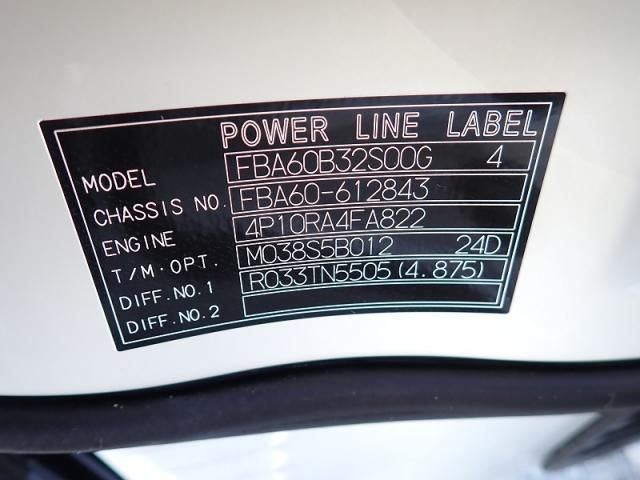 POWER LINE LABEL
MODEL FBA60B32S00G 4
CHASSIS NO. FBA60-612843
ENGINE 4P10RA4FA822
T/M·OPT. M038S5B012 24D
DIFF.NO.1 R033TN5505(4.875)
DIFF.NO.2